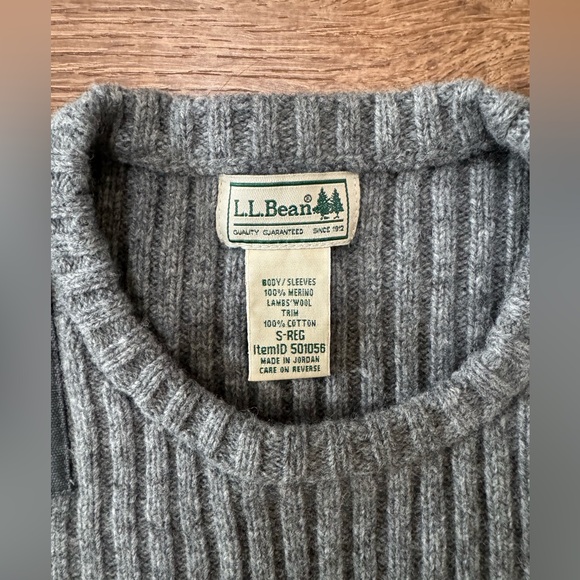 L.L.Bean®
QUALITY GUARANTEED SINCE 1912
BODY/SLEEVES
100% MERINO
LAMBS'WOOL
TRIM
100% COTTON
S-REG
ItemID 501056
MADE IN JORDAN
CARE ON REVERSE